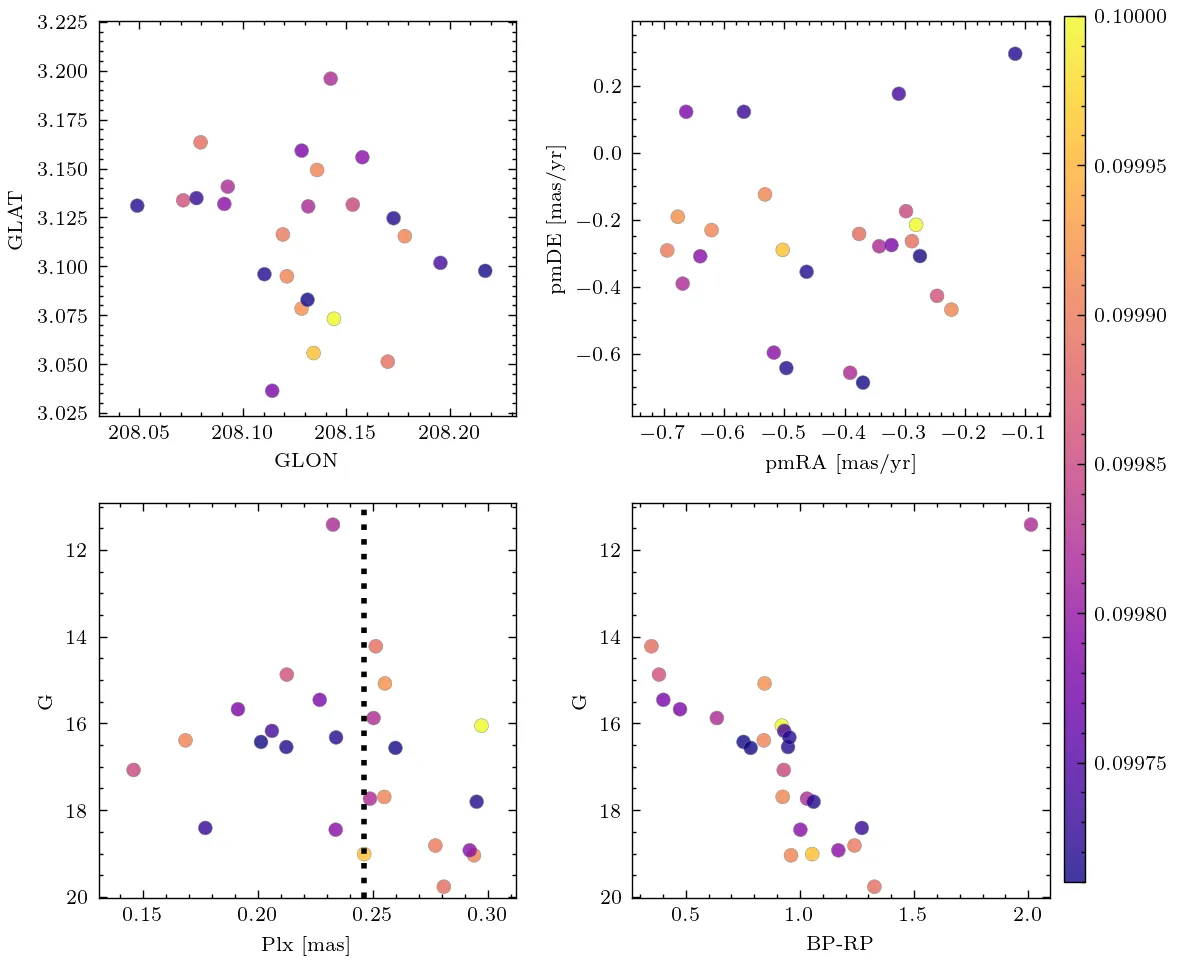 3.225
3.200
3.175
3.150
3.125
3.100
3.075
3.050
3.025
GLAT
208.05 208.10 208.15 208.20
GLON
0.2
0.0
−0.2
−0.4
−0.6
pmDE [mas/yr]
−0.7 −0.6 −0.5 −0.4 −0.3 −0.2 −0.1
pmRA [mas/yr]
12
14
16
18
20
G
0.15 0.20 0.25 0.30
Plx [mas]
12
14
16
18
20
G
0.5 1.0 1.5 2.0
BP-RP
0.10000
0.09995
0.09990
0.09985
0.09980
0.09975